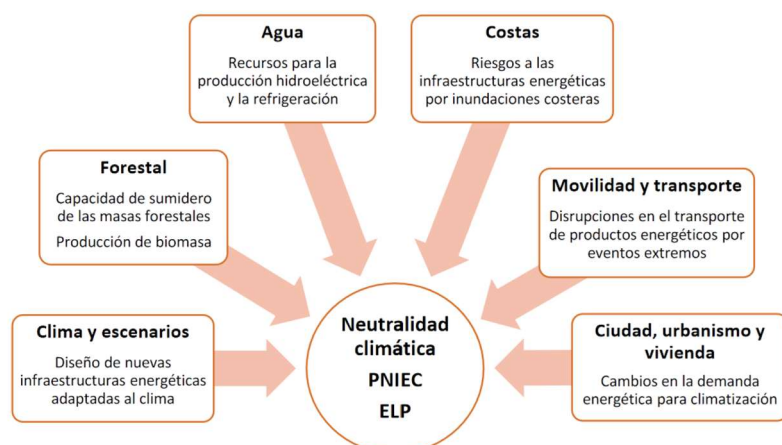 Agua
Recursos para la
producción hidroeléctrica
y la refrigeración
Costas
Riesgos a las
infraestructuras energéticas
por inundaciones costeras
Forestal
Capacidad de sumidero
de las masas forestales
Producción de biomasa
Movilidad y transporte
Disrupciones en el transporte
de productos energéticos por
eventos extremos
Clima y escenarios
Diseño de nuevas
infraestructuras energéticas
adaptadas al clima
Neutralidad
climática
PNIEC
ELP
Ciudad, urbanismo y
vivienda
Cambios en la demanda
energética para climatización